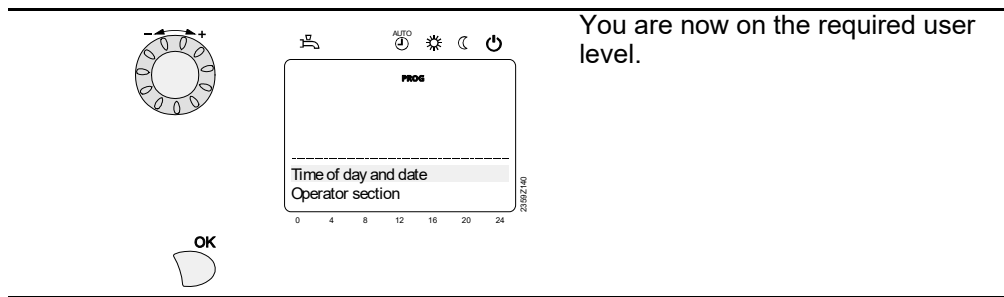 - +
AUTO
PROG
Time of day and date
Operator section
0 4 8 12 16 20 24
2359Z140
OK
You are now on the required user
level.